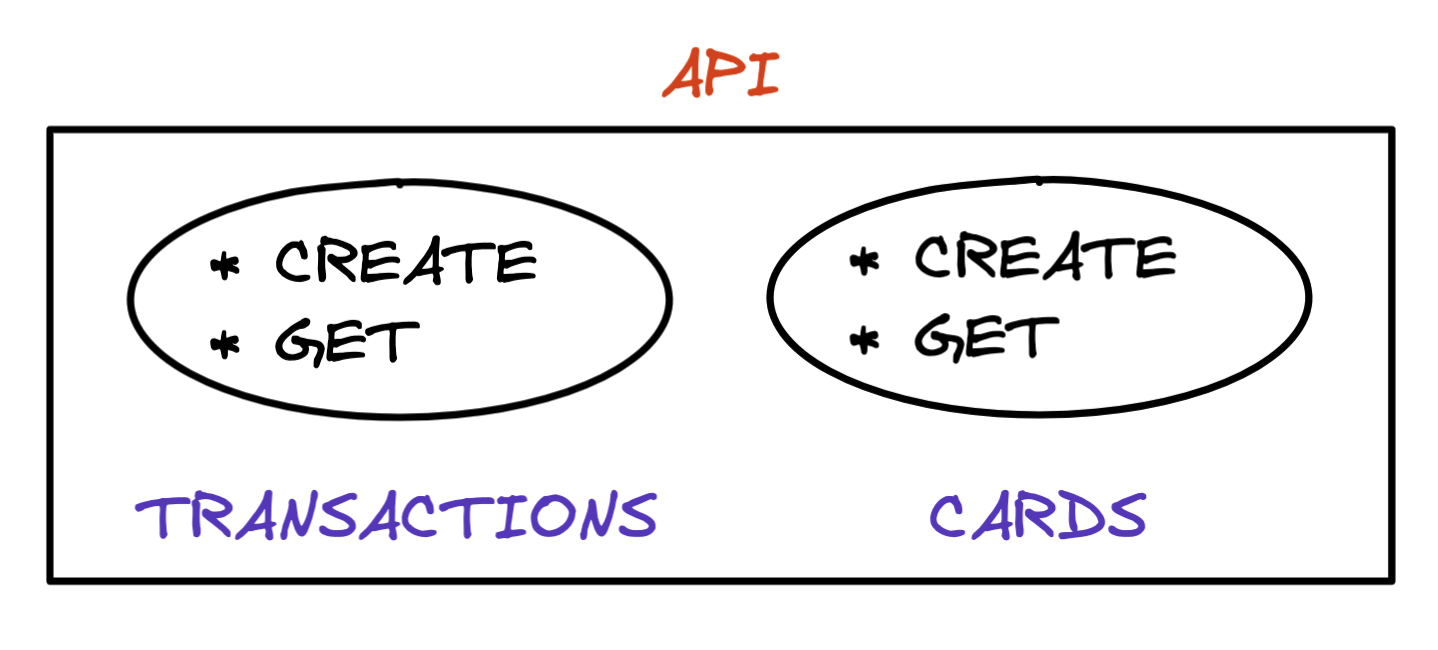 API
* CREATE
* GET
TRANSACTIONS
* CREATE
* GET
CARDS